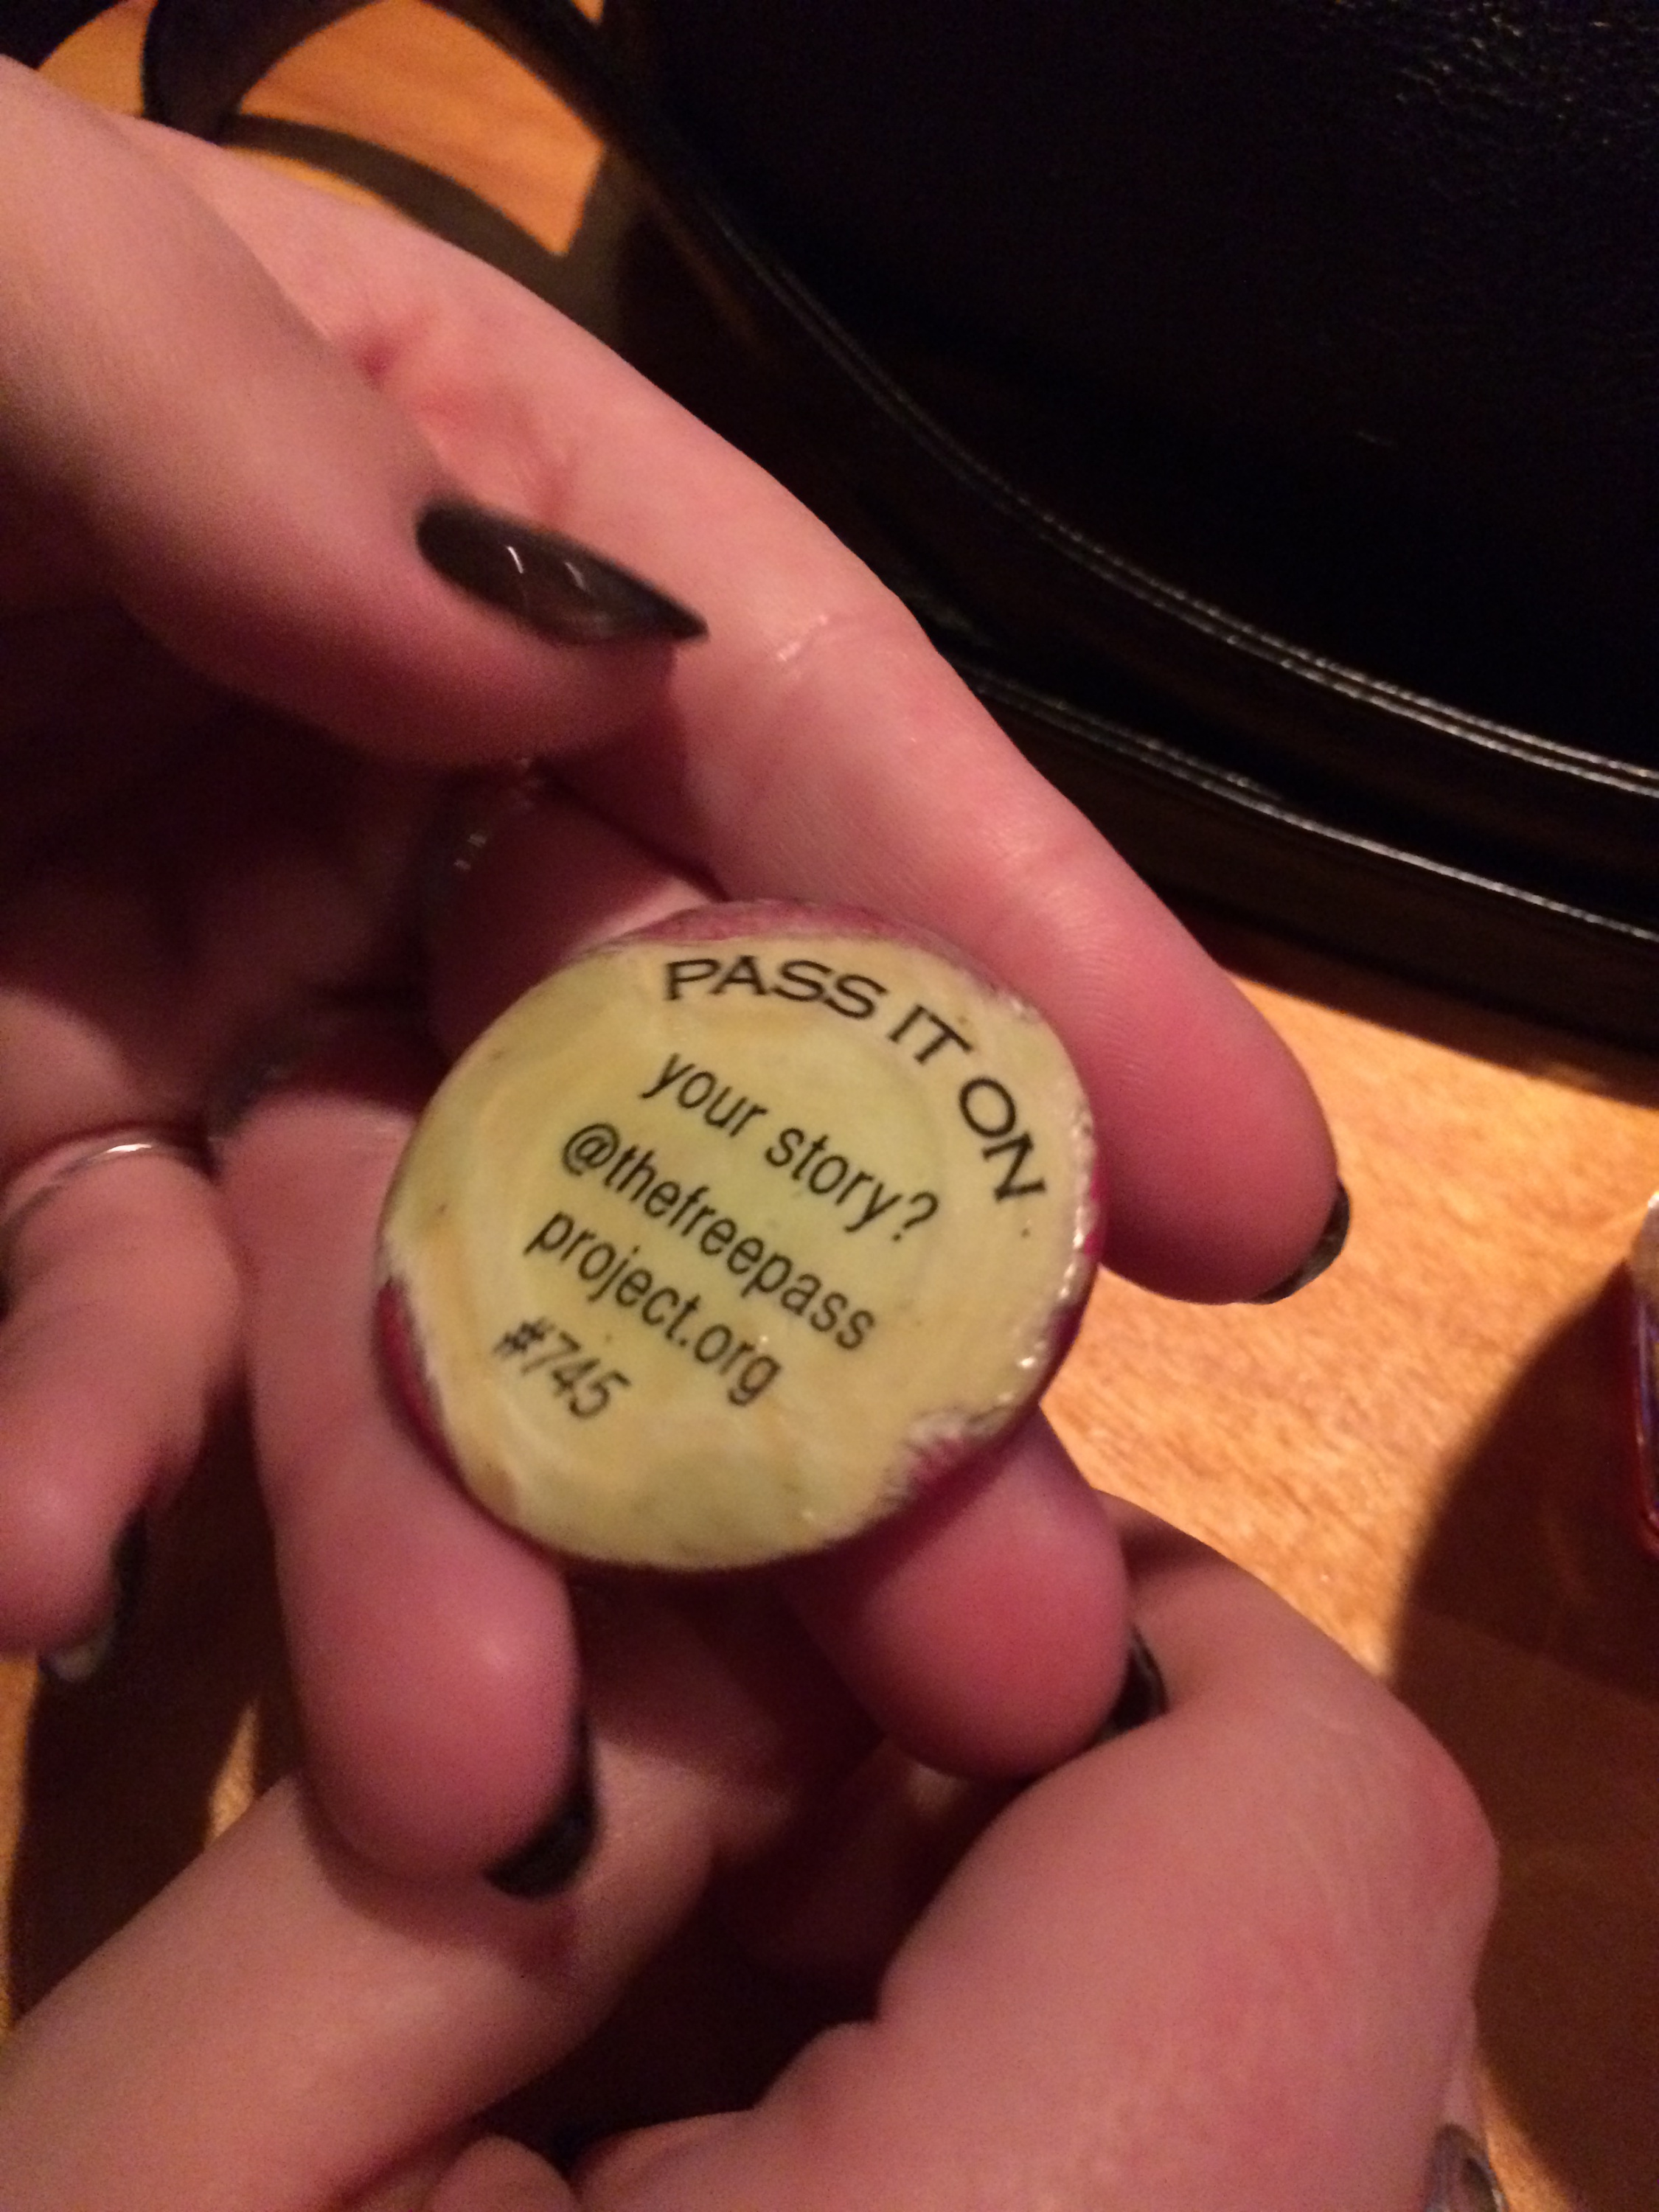 PASS IT ON
your story?
@thefreepass
project.org
#745